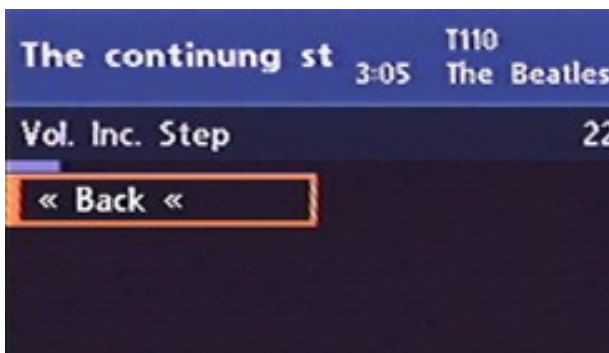 The continung st 3:05 T110
The Beatles
Vol. Inc. Step 22
« Back «